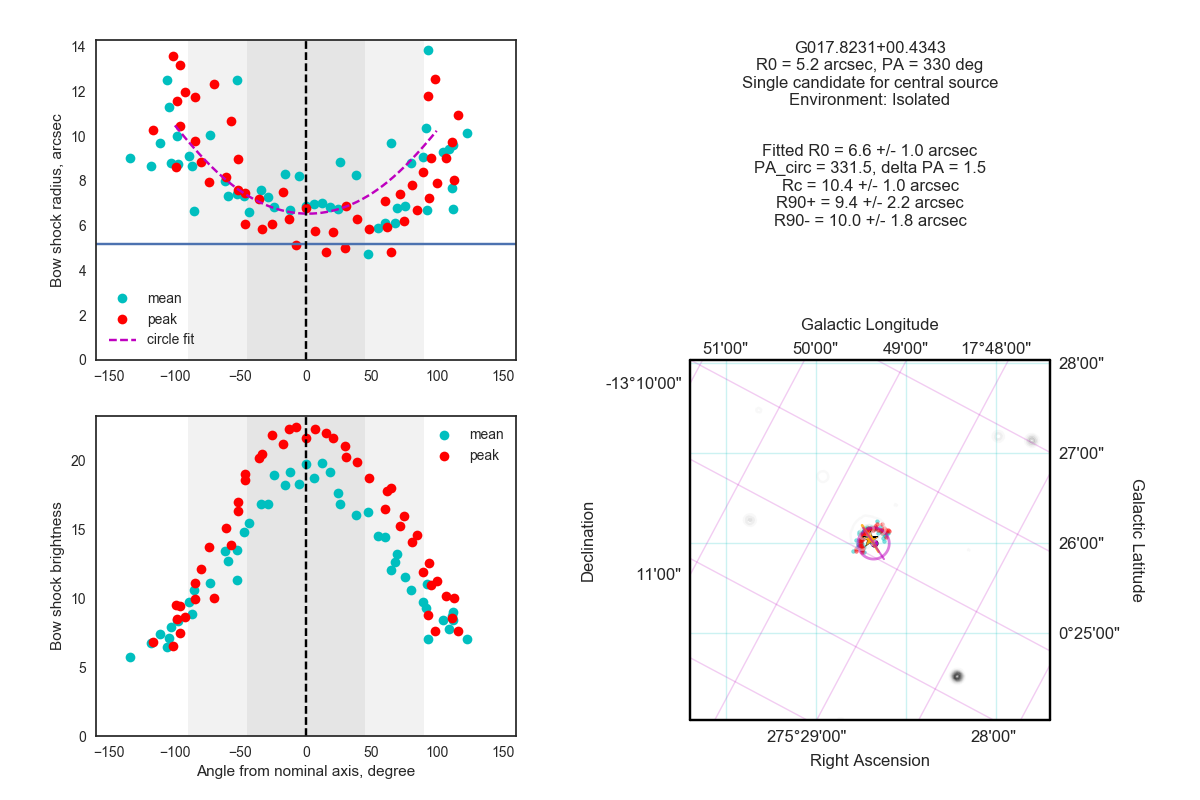 14
12
10
8
6
4
2
0
Bow shock radius, arcsec
mean
peak
circle fit
−150
−100
−50
0
50
100
150
20
15
10
5
0
Bow shock brightness
mean
peak
−150
−100
−50
0
50
100
150
Angle from nominal axis, degree
G017.8231+00.4343
R0 = 5.2 arcsec, PA = 330 deg
Single candidate for central source
Environment: Isolated
Fitted R0 = 6.6 +/- 1.0 arcsec
PA_circ = 331.5, delta PA = 1.5
Rc = 10.4 +/- 1.0 arcsec
R90+ = 9.4 +/- 2.2 arcsec
R90- = 10.0 +/- 1.8 arcsec
Galactic Longitude
51'00" 50'00" 49'00" 17°48'00"
28'00"
-13°10'00"
27'00"
26'00"
11'00"
0°25'00"
Declination
Galactic Latitude
275°29'00" 28'00"
Right Ascension